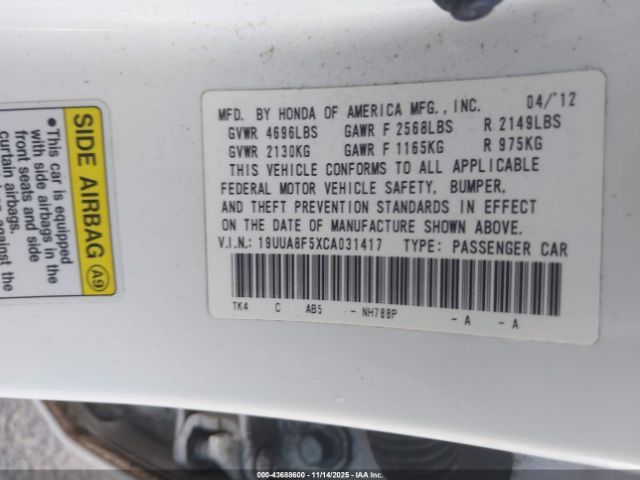 MFD. BY HONDA OF AMERICA MFG., INC. 04/'12
GVWR 4696LBS GAWR F 2568LBS R 2149LBS
GVWR 2130KG GAWR F 1165KG R 975KG
THIS VEHICLE CONFORMS TO ALL APPLICABLE
FEDERAL MOTOR VEHICLE SAFETY, BUMPER,
AND THEFT PREVENTION STANDARDS IN EFFECT
ON THE DATE OF MANUFACTURE SHOWN ABOVE.
V.I.N.: 19UUA8F5XCA031417 TYPE: PASSENGER CAR
TK4 C AB5 - NH788P - A - A
SIDE AIRBAG A9
•This car is equipped
with side airbags in the
front seats and side
curtain airbags.
against the
000-43688600 - 11/14/2025 - IAAI Inc.